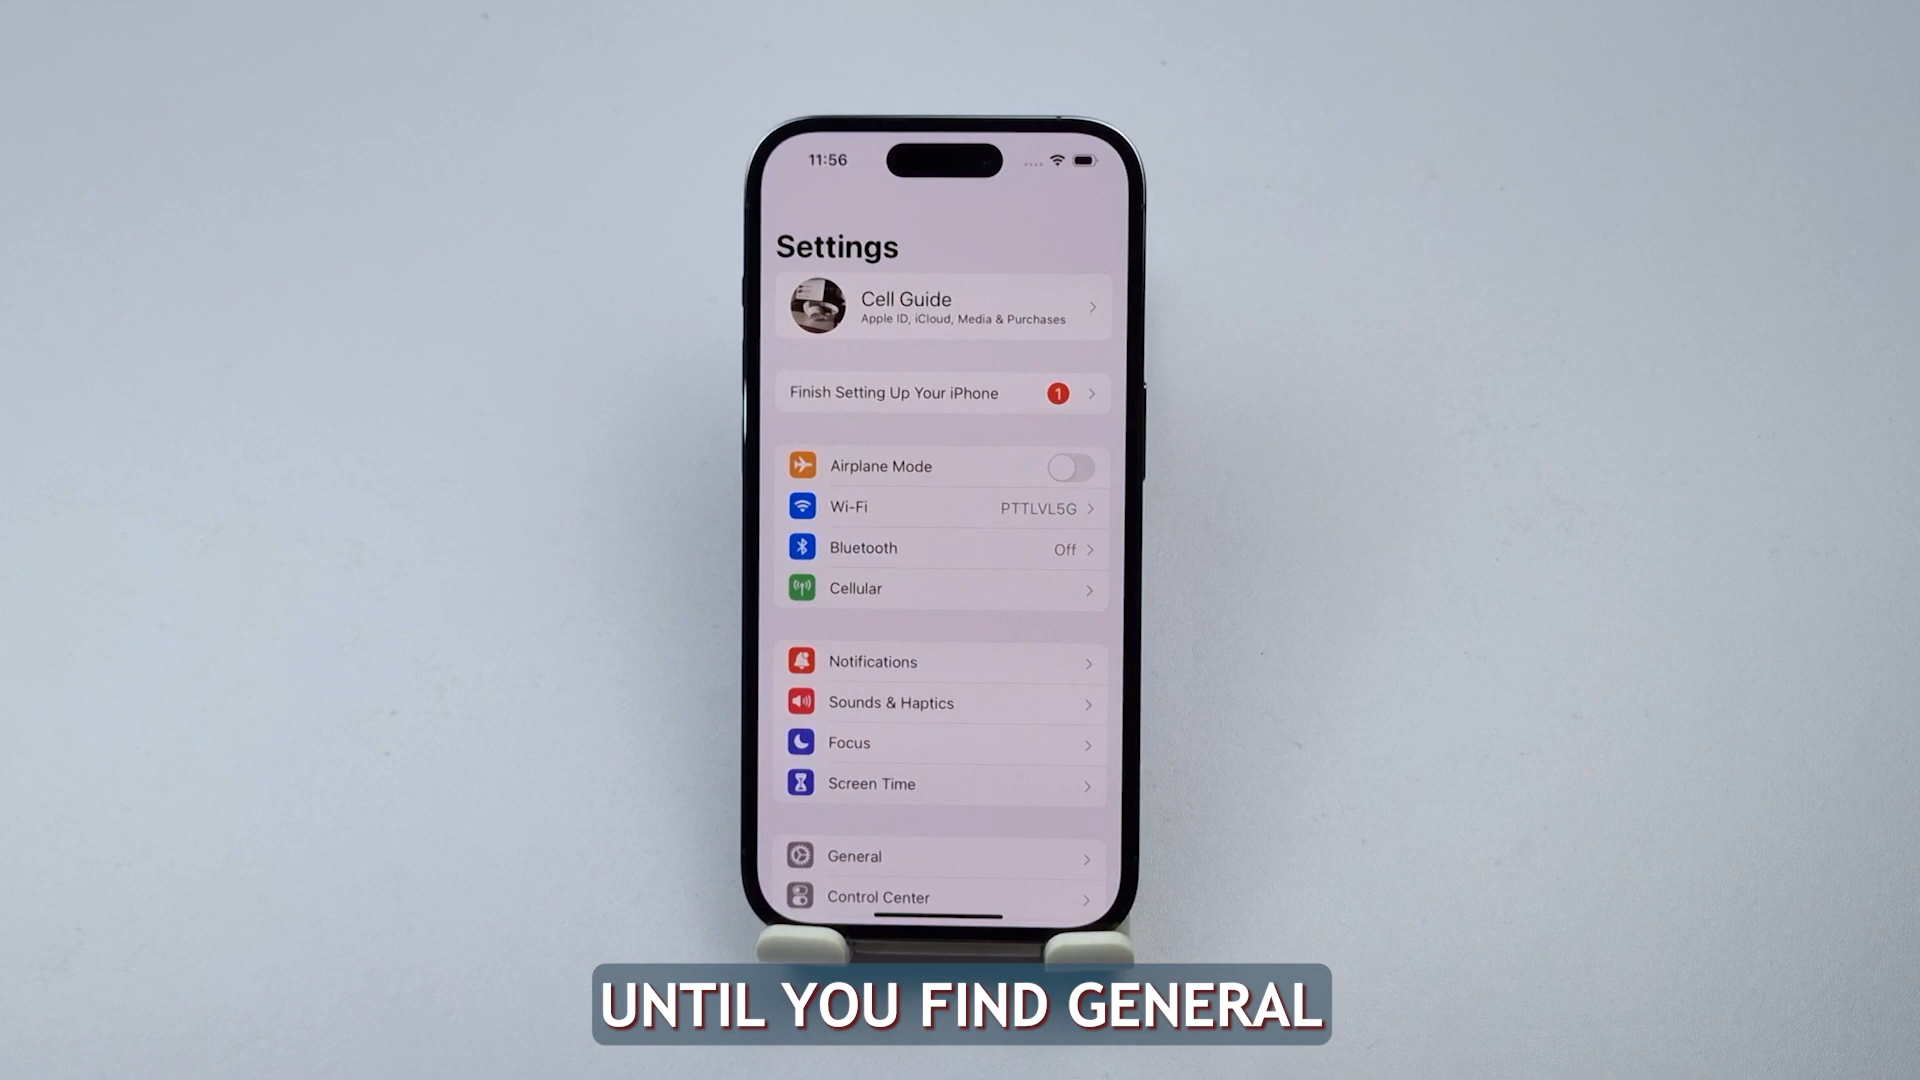 11:56
Settings
Cell Guide
Apple ID, iCloud, Media & Purchases
Finish Setting Up Your iPhone 1
Airplane Mode
Wi-Fi PTTLVL5G
Bluetooth Off
Cellular
Notifications
Sounds & Haptics
Focus
Screen Time
General
Control Center
UNTIL YOU FIND GENERAL